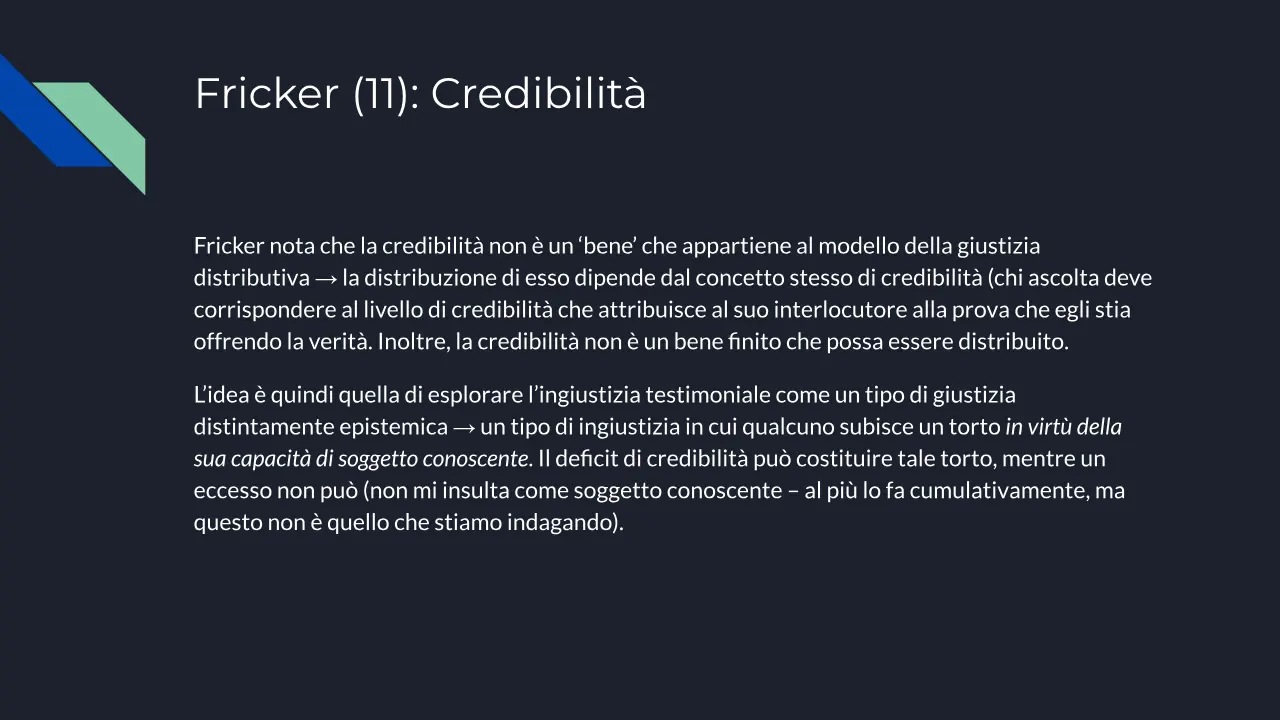 Fricker (11): Credibilità
Fricker nota che la credibilità non è un ‘bene’ che appartiene al modello della giustizia
distributiva → la distribuzione di esso dipende dal concetto stesso di credibilità (chi ascolta deve
corrispondere al livello di credibilità che attribuisce al suo interlocutore alla prova che egli stia
offrendo la verità. Inoltre, la credibilità non è un bene finito che possa essere distribuito.
L’idea è quindi quella di esplorare l’ingiustizia testimoniale come un tipo di giustizia
distintamente epistemica → un tipo di ingiustizia in cui qualcuno subisce un torto in virtù della
sua capacità di soggetto conoscente. Il deficit di credibilità può costituire tale torto, mentre un
eccesso non può (non mi insulta come soggetto conoscente – al più lo fa cumulativamente, ma
questo non è quello che stiamo indagando).